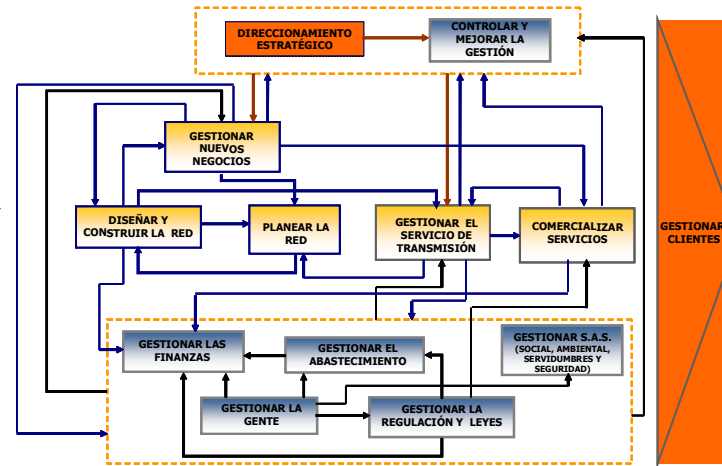 DIRECCIONAMIENTO
ESTRATÉGICO
CONTROLAR Y
MEJORAR LA
GESTIÓN
GESTIONAR
NUEVOS
NEGOCIOS
DISEÑAR Y
CONSTRUIR LA RED
PLANEAR LA
RED
GESTIONAR EL
SERVICIO DE
TRANSMISIÓN
COMERCIALIZAR
SERVICIOS
GESTIONAR
CLIENTES
GESTIONAR LAS
FINANZAS
GESTIONAR EL
ABASTECIMIENTO
GESTIONAR S.A.S.
(SOCIAL, AMBIENTAL,
SERVIDUMBRES Y
SEGURIDAD)
GESTIONAR LA
GENTE
GESTIONAR LA
REGULACIÓN Y LEYES